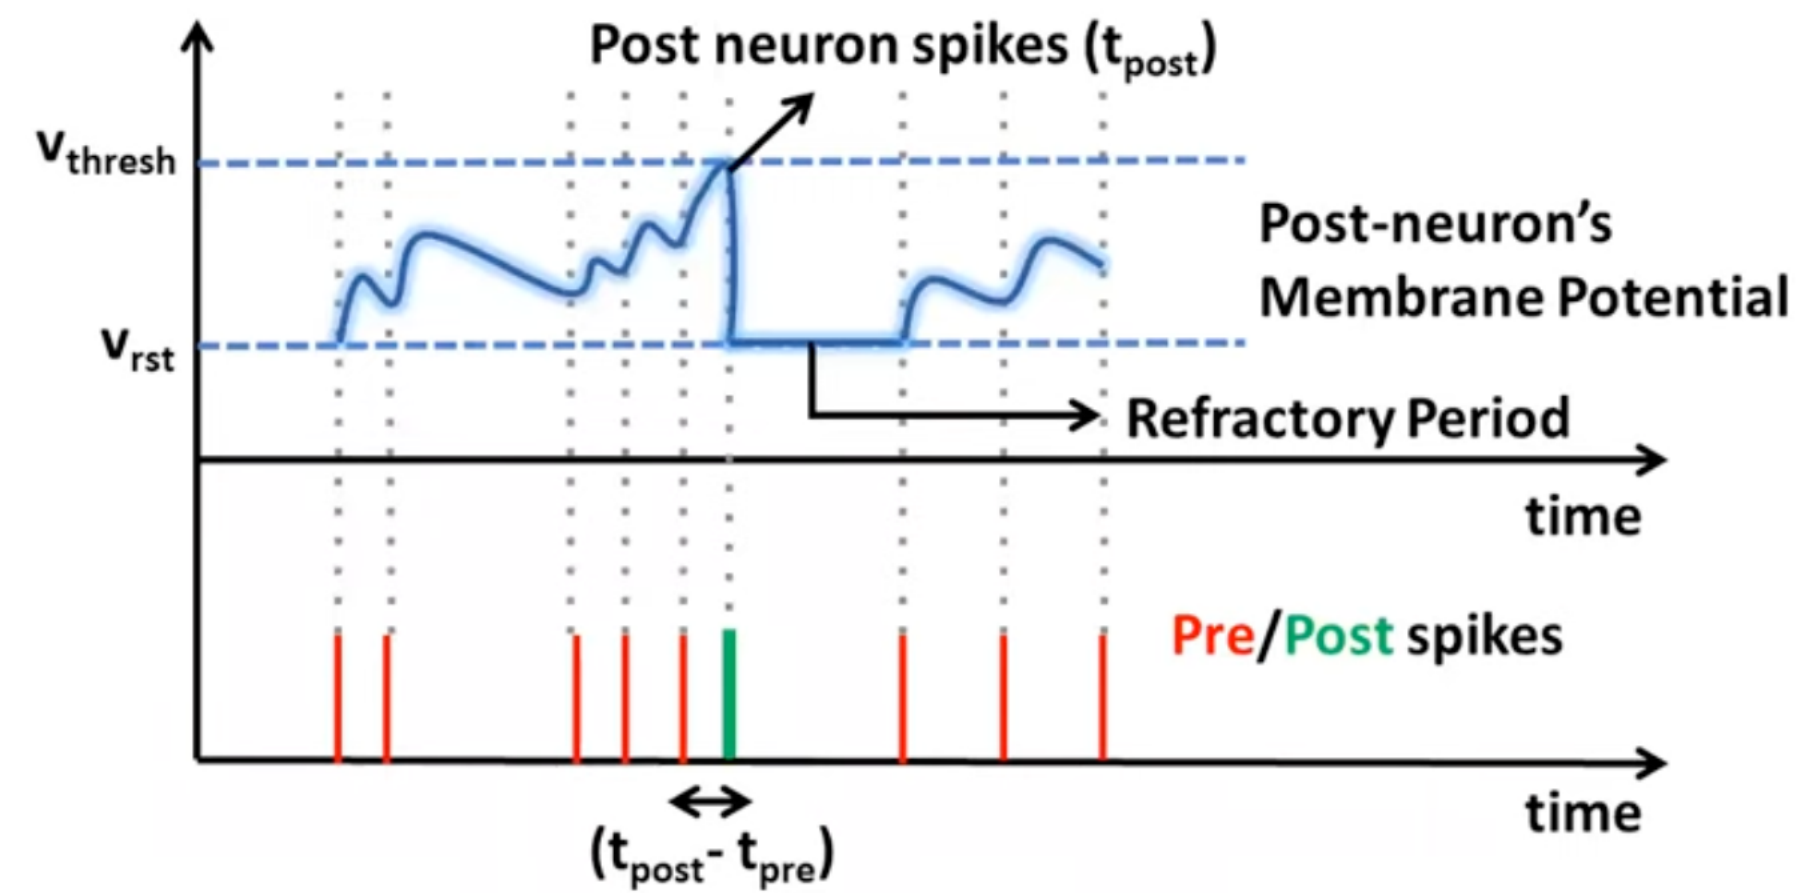 Post neuron spikes (tpost)
Vthresh
Post-neuron's
Membrane Potential
Vrst
Refractory Period
time
Pre/Post spikes
time
(tpost- tpre)